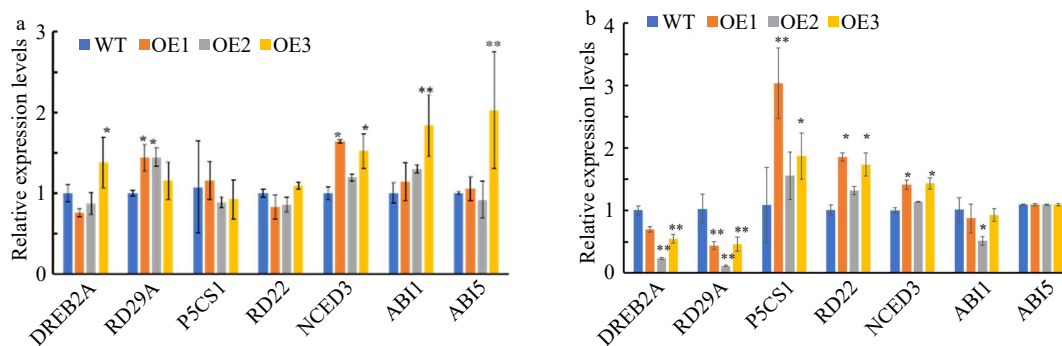 a
3
2
1
0
Relative expression levels
WT OE1 OE2 OE3
* * * * * ** **
DREB2A RD29A P5CS1 RD22 NCED3 ABI1 ABI5
b
4
3
2
1
0
Relative expression levels
WT OE1 OE2 OE3
** ** ** ** ** ** * * * * * *
DREB2A RD29A P5CS1 RD22 NCED3 ABI1 ABI5